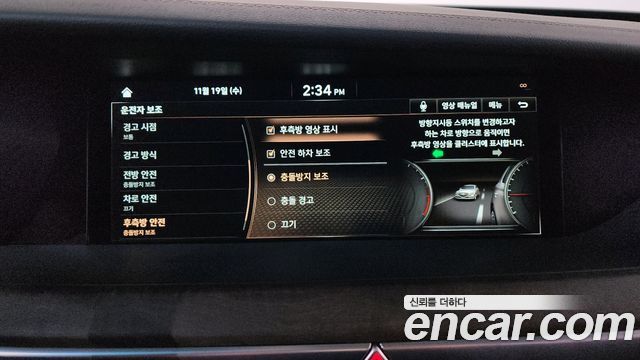 11월 19일 (수)
2:34 PM
운전자 보조
영상 매뉴얼
메뉴
경고 시점
보통
경고 방식
전방 안전
충돌방지 보조
차로 안전
끄기
후측방 안전
충돌방지 보조
후측방 영상 표시
안전 하차 보조
충돌방지 보조
충돌 경고
끄기
방향지시등 스위치를 변경하고자
하는 차로 방향으로 움직이면
후측방 영상을 클러스터에 표시합니다.
신뢰를 더하다
encar.com